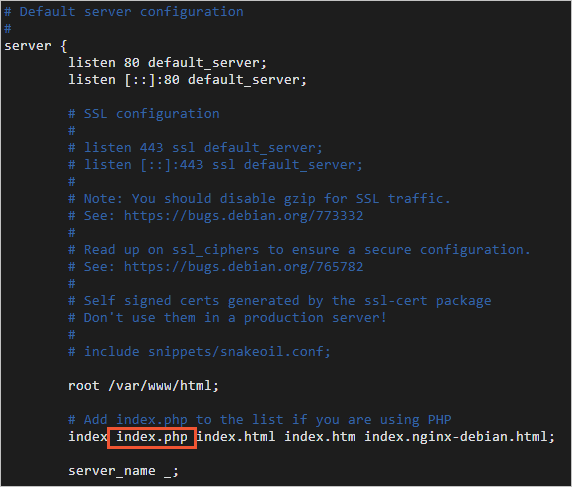 # Default server configuration
#
server {
listen 80 default_server;
listen [::]:80 default_server;
# SSL configuration
#
# listen 443 ssl default_server;
# listen [::]:443 ssl default_server;
#
# Note: You should disable gzip for SSL traffic.
# See: https://bugs.debian.org/773332
#
# Read up on ssl_ciphers to ensure a secure configuration.
# See: https://bugs.debian.org/765782
#
# Self signed certs generated by the ssl-cert package
# Don't use them in a production server!
#
# include snippets/snakeoil.conf;
root /var/www/html;
# Add index.php to the list if you are using PHP
index index.php index.html index.htm index.nginx-debian.html;
server_name _;